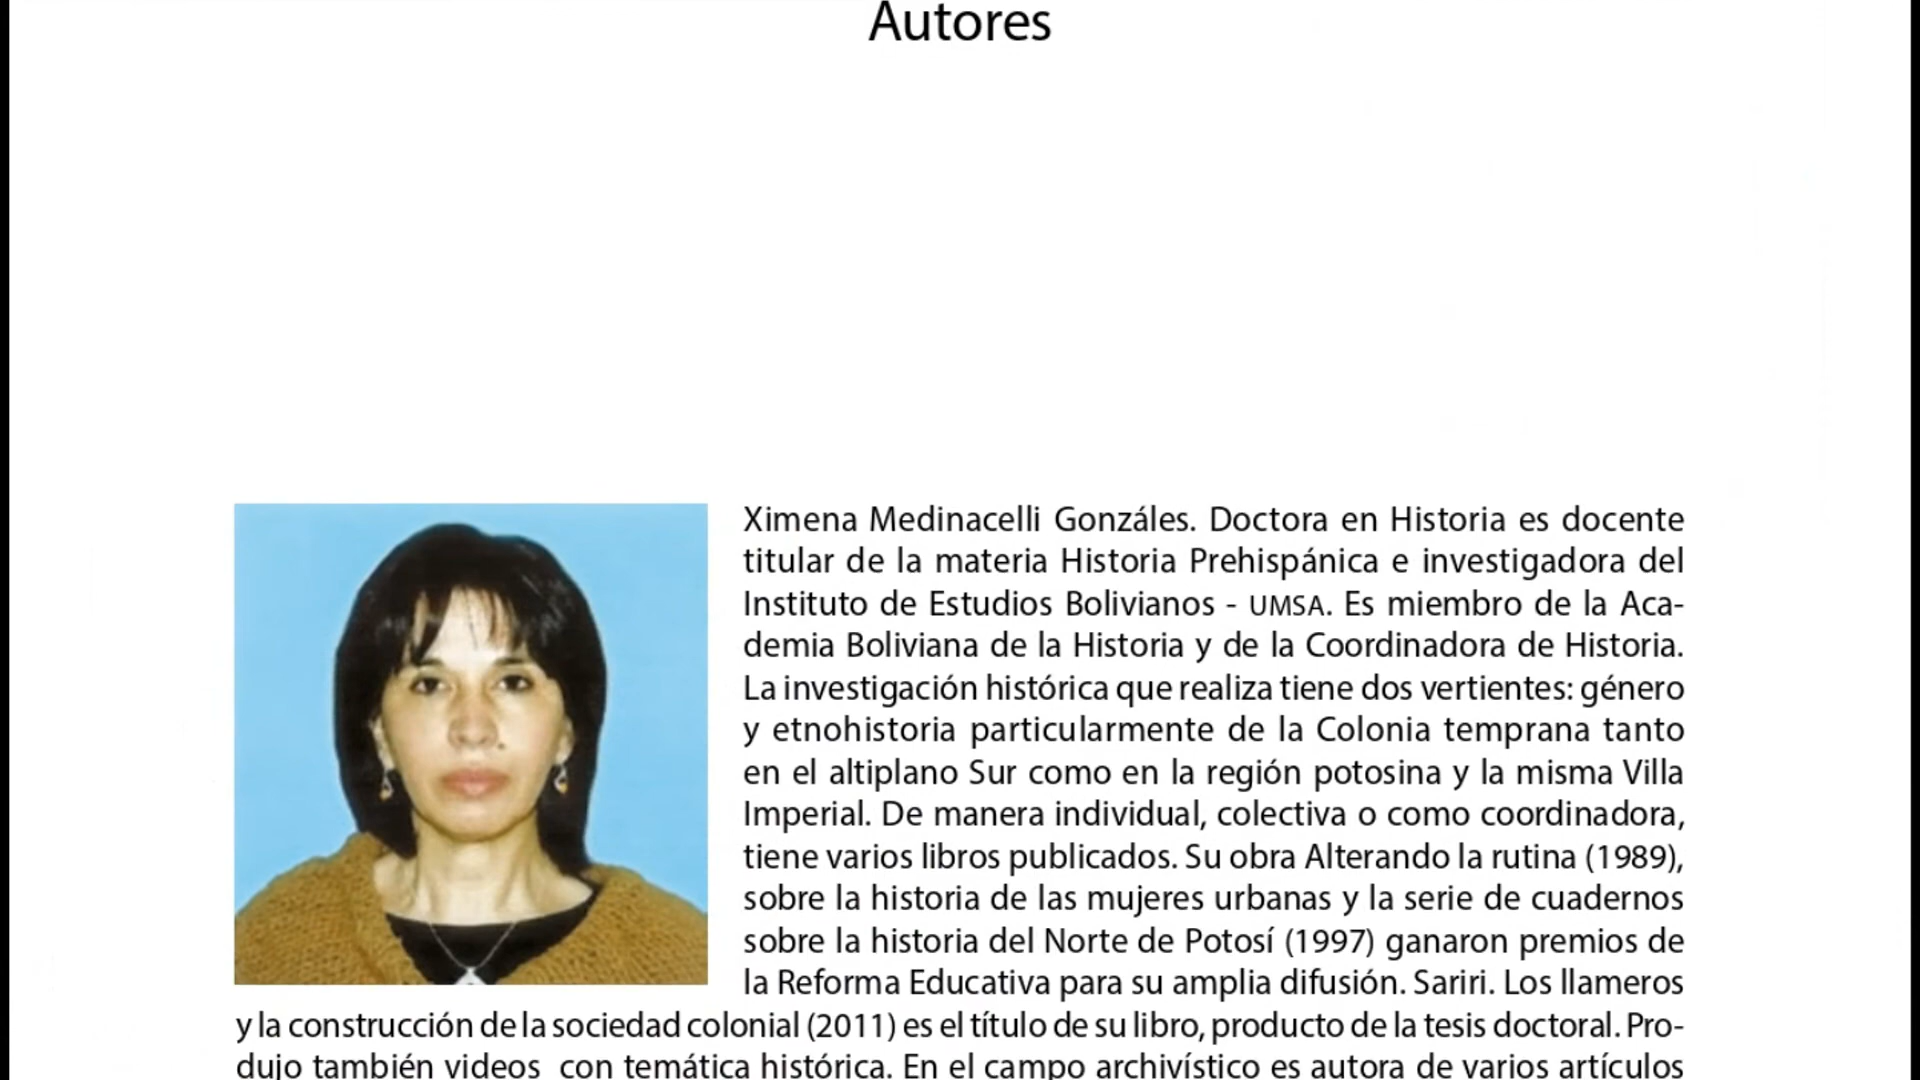 Autores
Ximena Medinacelli Gonzáles. Doctora en Historia es docente
titular de la materia Historia Prehispánica e investigadora del
Instituto de Estudios Bolivianos - UMSA. Es miembro de la Aca-
demia Boliviana de la Historia y de la Coordinadora de Historia.
La investigación histórica que realiza tiene dos vertientes: género
y etnohistoria particularmente de la Colonia temprana tanto
en el altiplano Sur como en la región potosina y la misma Villa
Imperial. De manera individual, colectiva o como coordinadora,
tiene varios libros publicados. Su obra Alterando la rutina (1989),
sobre la historia de las mujeres urbanas y la serie de cuadernos
sobre la historia del Norte de Potosí (1997) ganaron premios de
la Reforma Educativa para su amplia difusión. Sariri. Los llameros
y la construcción de la sociedad colonial (2011) es el título de su libro, producto de la tesis doctoral. Pro-
dujo también videos con temática histórica. En el campo archivístico es autora de varios artículos